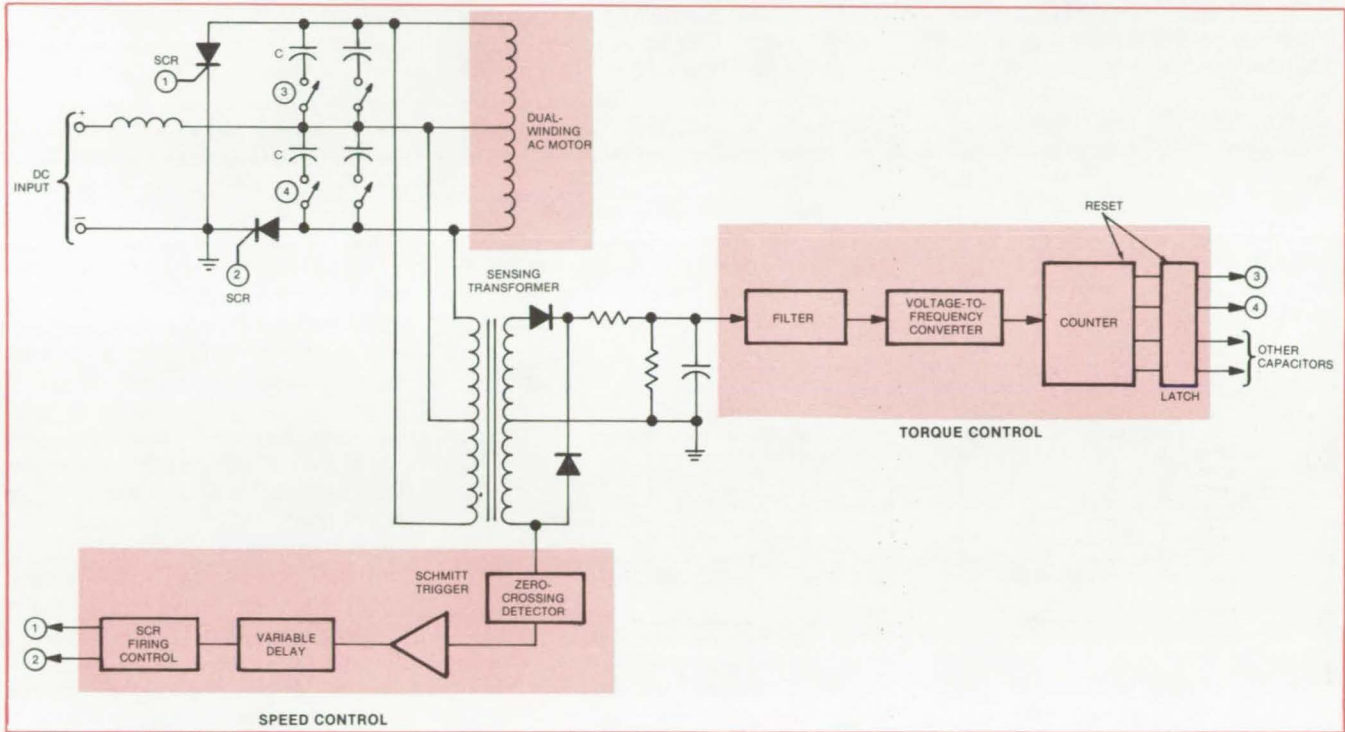 SCR
1
C
3
DUAL-
WINDING
AC MOTOR
+
DC
INPUT
C
4
−
2
SCR
SENSING
TRANSFORMER
RESET
FILTER
VOLTAGE-TO-
FREQUENCY
CONVERTER
COUNTER
3
4
OTHER
CAPACITORS
LATCH
TORQUE CONTROL
SCHMITT
TRIGGER
ZERO-
CROSSING
DETECTOR
1
2
SCR
FIRING
CONTROL
VARIABLE
DELAY
SPEED CONTROL